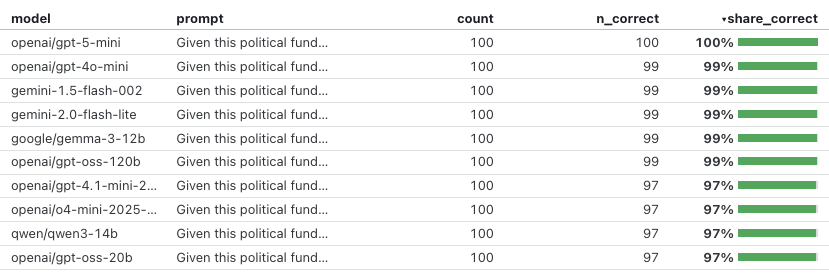 model prompt count n_correct ▾share_correct
openai/gpt-5-mini Given this political fund... 100 100 100%
openai/gpt-4o-mini Given this political fund... 100 99 99%
gemini-1.5-flash-002 Given this political fund... 100 99 99%
gemini-2.0-flash-lite Given this political fund... 100 99 99%
google/gemma-3-12b Given this political fund... 100 99 99%
openai/gpt-oss-120b Given this political fund... 100 99 99%
openai/gpt-4.1-mini-2... Given this political fund... 100 97 97%
openai/o4-mini-2025-... Given this political fund... 100 97 97%
qwen/qwen3-14b Given this political fund... 100 97 97%
openai/gpt-oss-20b Given this political fund... 100 97 97%